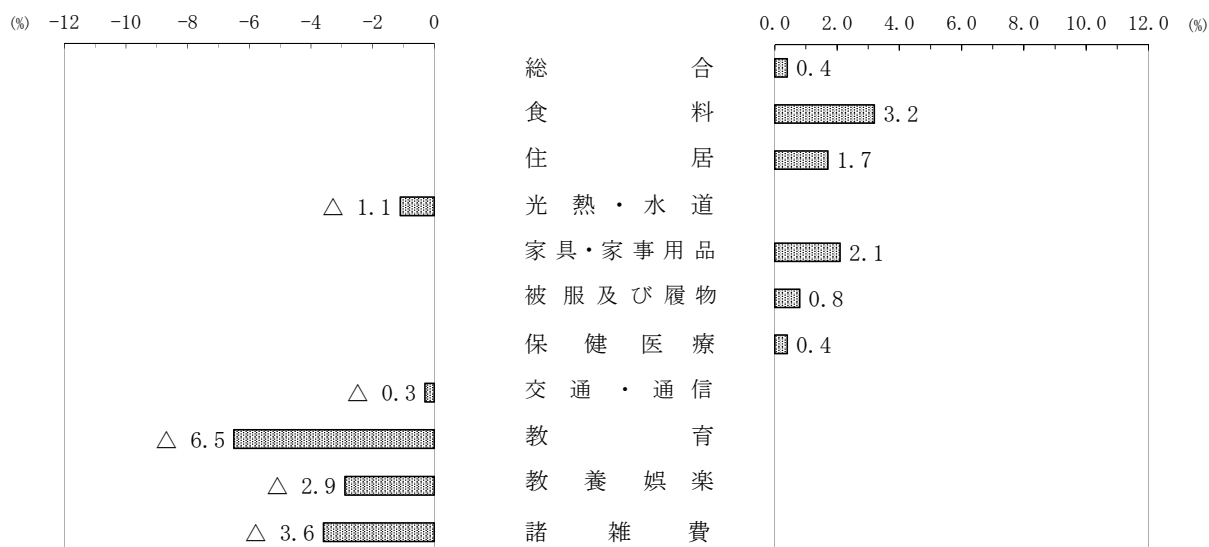 (%) -12 -10 -8 -6 -4 -2 0 0.0 2.0 4.0 6.0 8.0 10.0 12.0 (%)
総合 0.4
食料 3.2
住居 1.7
△ 1.1 光熱・水道
家具・家事用品 2.1
被服及び履物 0.8
保健医療 0.4
△ 0.3 交通・通信
△ 6.5 教育
△ 2.9 教養娯楽
△ 3.6 諸雑費